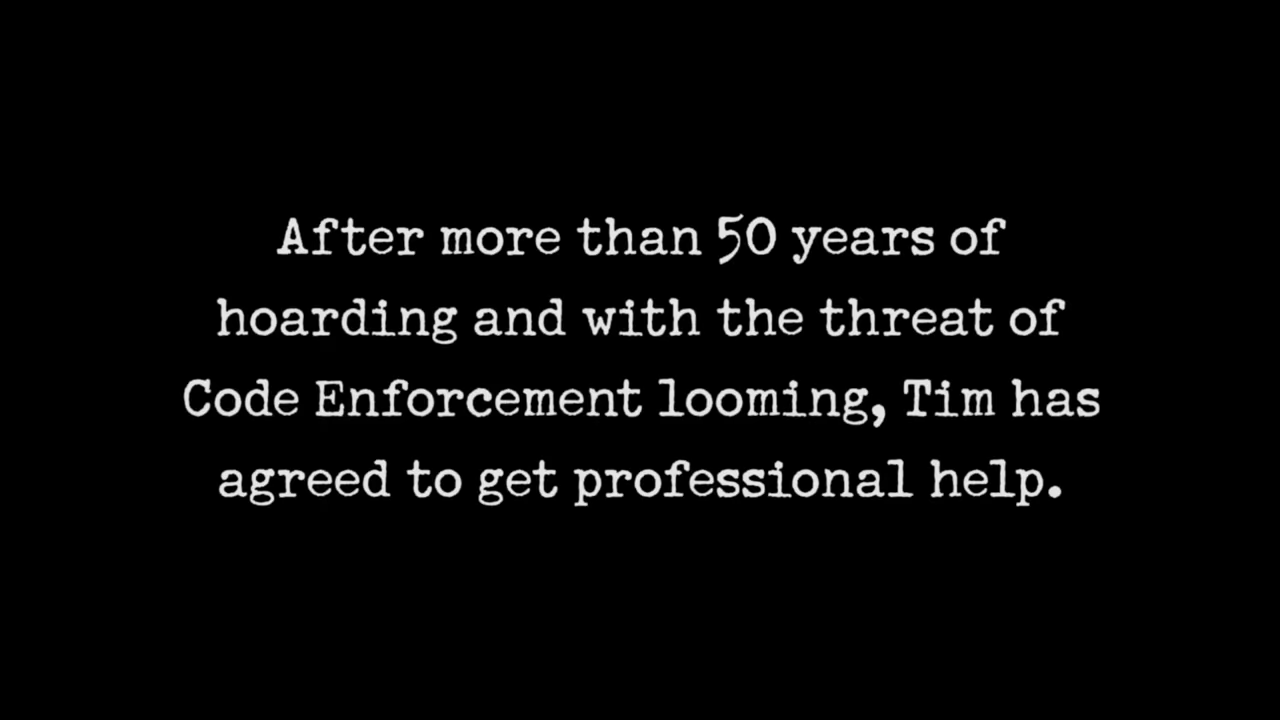 After more than 50 years of
hoarding and with the threat of
Code Enforcement looming, Tim has
agreed to get professional help.